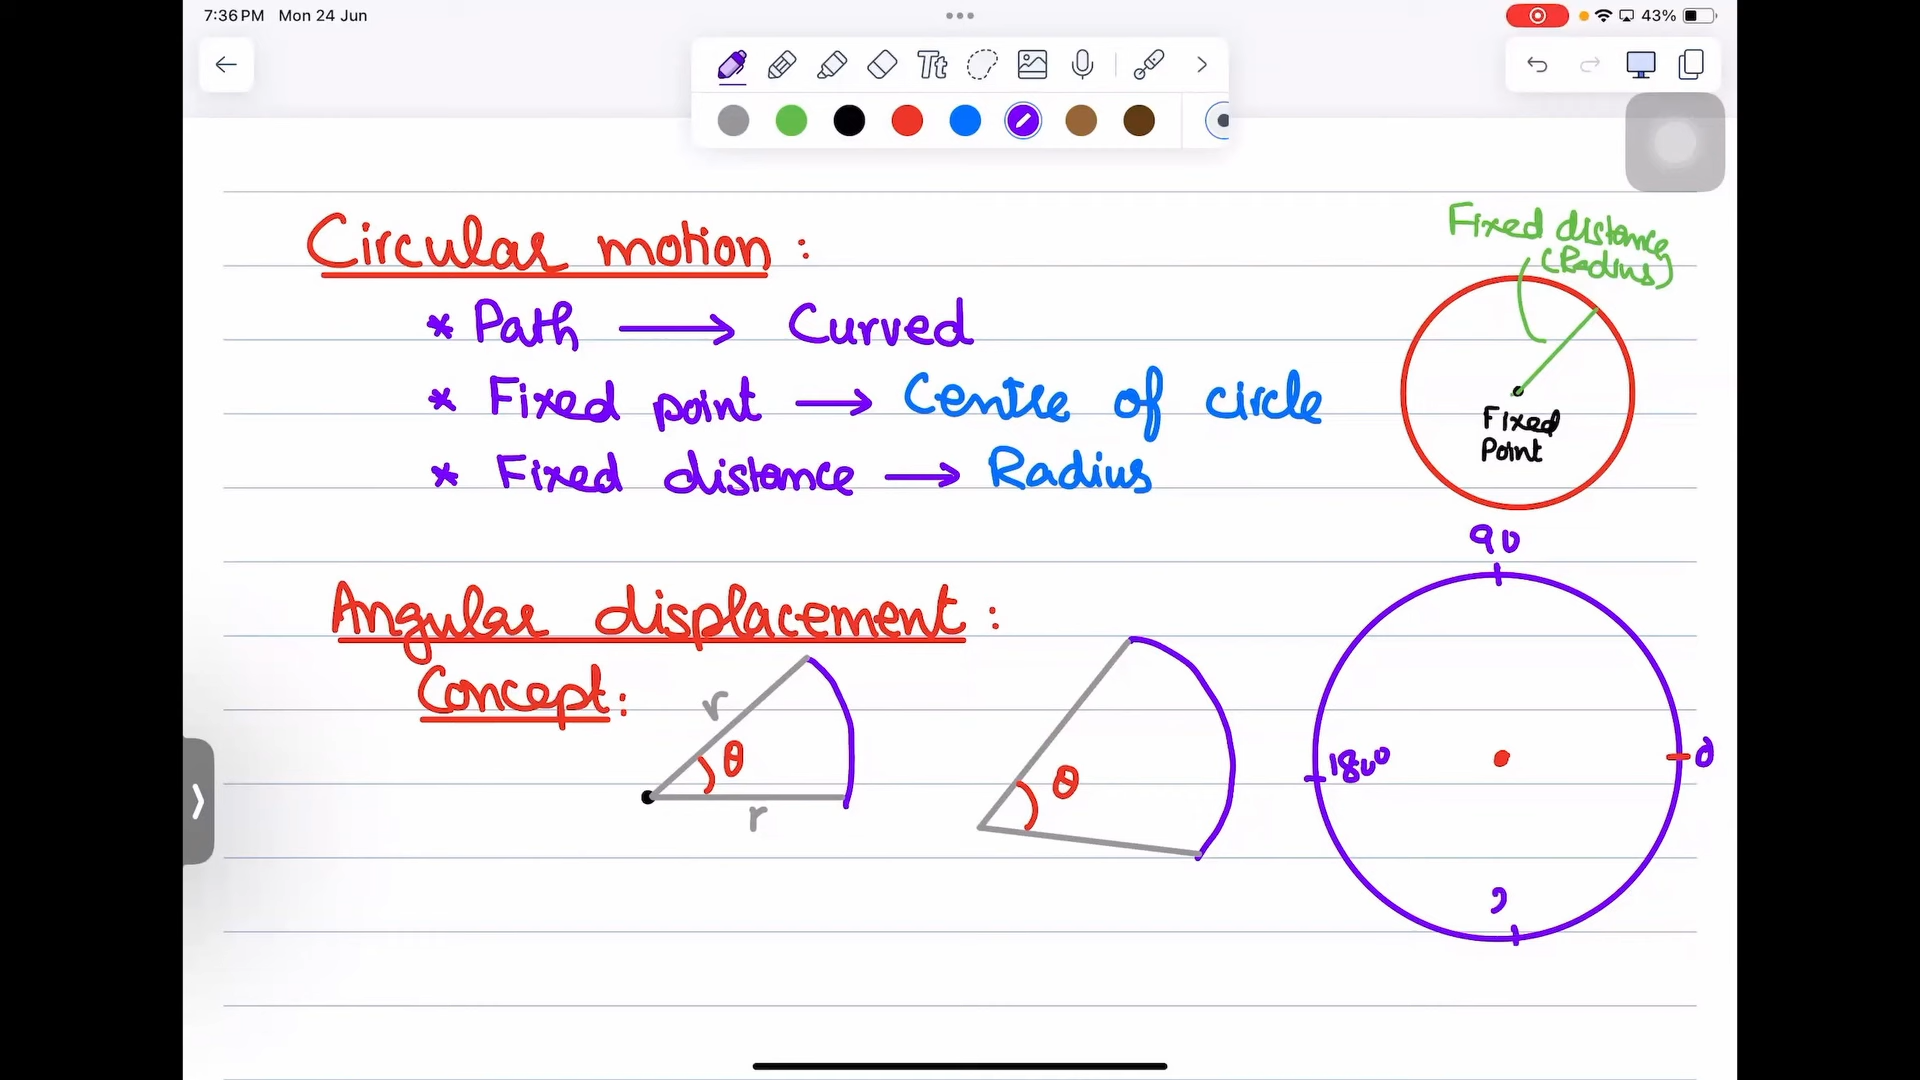 7:36 PM Mon 24 Jun
43%
Tt
Circular motion :
* Path → Curved
* Fixed point → Centre of circle
* Fixed distance → Radius
Fixed distance
(Radius)
Fixed
Point
Angular displacement :
Concept :
r
θ
r
θ
90
180
0